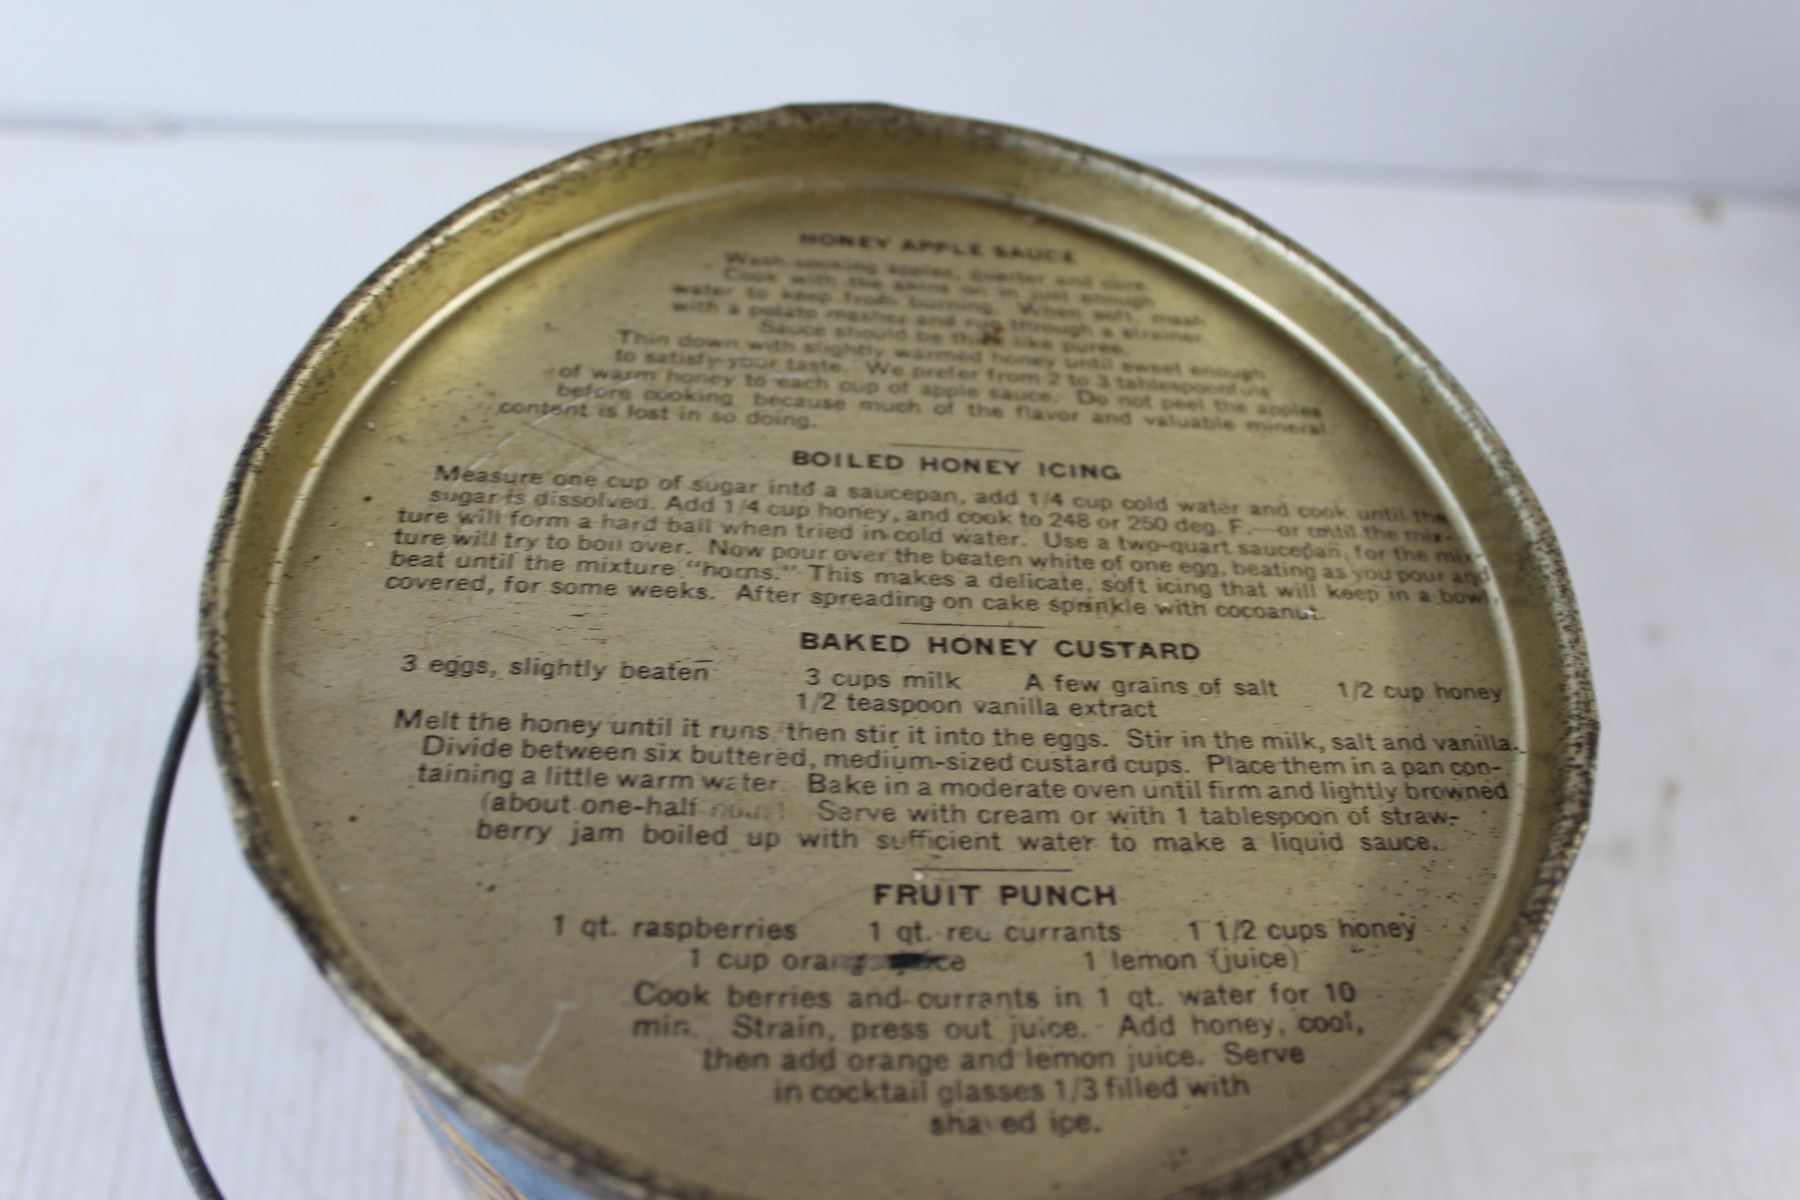 HONEY APPLE SAUCE
Wash cooking apples, quarter and core
Cook with the skins on in just enough
water to keep from burning. When soft, mash
with a potato masher and run through a strainer
Sauce should be thick like puree.
Thin down with slightly warmed honey until sweet enough
to satisfy your taste. We prefer from 2 to 3 tablespoonfuls
of warm honey to each cup of apple sauce. Do not peel the apples
before cooking because much of the flavor and valuable mineral
content is lost in so doing.
BOILED HONEY ICING
Measure one cup of sugar into a saucepan, add 1/4 cup cold water and cook until the
sugar is dissolved. Add 1/4 cup honey, and cook to 248 or 250 deg. F.—or until the mix-
ture will form a hard ball when tried in cold water. Use a two-quart saucepan, for the mix-
ture will try to boil over. Now pour over the beaten white of one egg, beating as you pour and
beat until the mixture "horns." This makes a delicate, soft icing that will keep in a bowl,
covered, for some weeks. After spreading on cake sprinkle with cocoanut.
BAKED HONEY CUSTARD
3 eggs, slightly beaten 3 cups milk A few grains of salt 1/2 cup honey
1/2 teaspoon vanilla extract
Melt the honey until it runs, then stir it into the eggs. Stir in the milk, salt and vanilla.
Divide between six buttered, medium-sized custard cups. Place them in a pan con-
taining a little warm water. Bake in a moderate oven until firm and lightly browned
(about one-half hour) Serve with cream or with 1 tablespoon of straw-
berry jam boiled up with sufficient water to make a liquid sauce.
FRUIT PUNCH
1 qt. raspberries 1 qt. red currants 1 1/2 cups honey
1 cup orange juice 1 lemon (juice)
Cook berries and currants in 1 qt. water for 10
min. Strain, press out juice. Add honey, cool,
then add orange and lemon juice. Serve
in cocktail glasses 1/3 filled with
shaved ice.